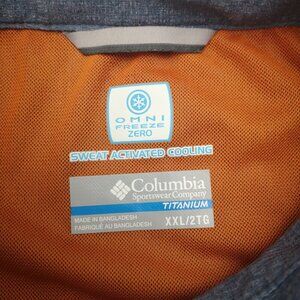 OMNI
FREEZE
ZERO
SWEAT ACTIVATED COOLING
Columbia
Sportswear Company
TITANIUM
MADE IN BANGLADESH
FABRIQUÉ AU BANGLADESH
XXL/2TG